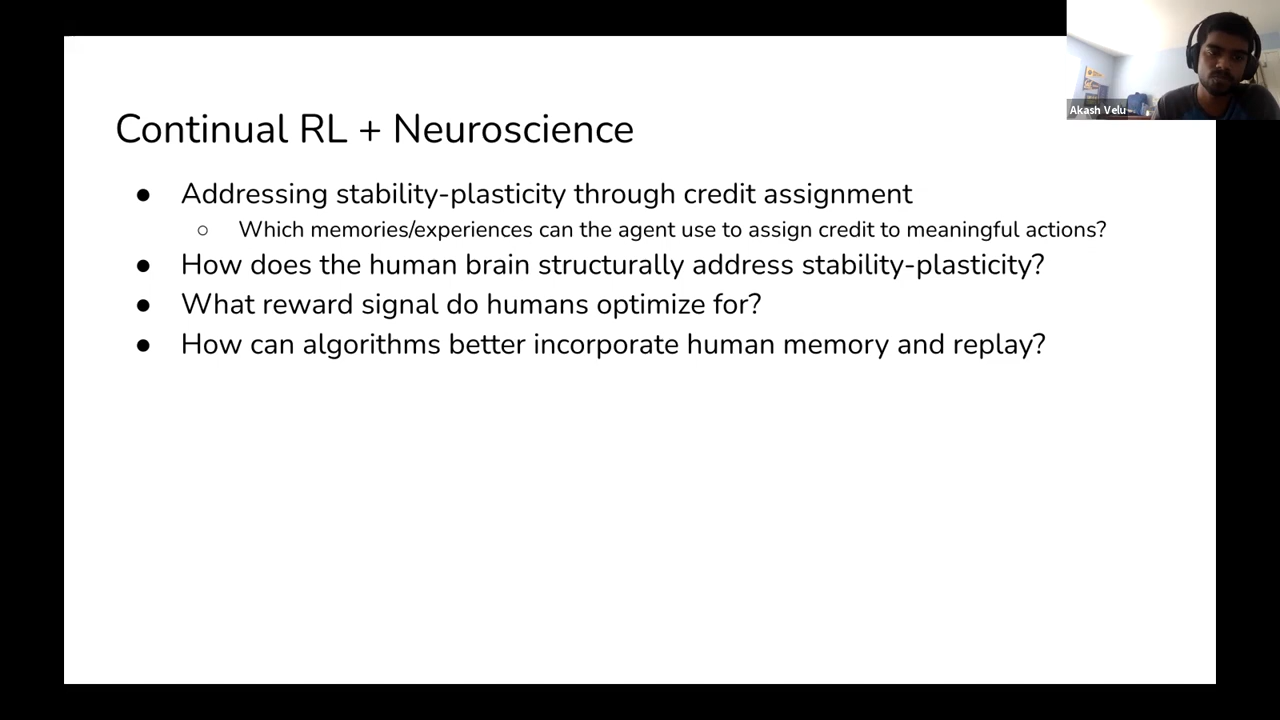 Akash Velu
Continual RL + Neuroscience
● Addressing stability-plasticity through credit assignment
○ Which memories/experiences can the agent use to assign credit to meaningful actions?
● How does the human brain structurally address stability-plasticity?
● What reward signal do humans optimize for?
● How can algorithms better incorporate human memory and replay?